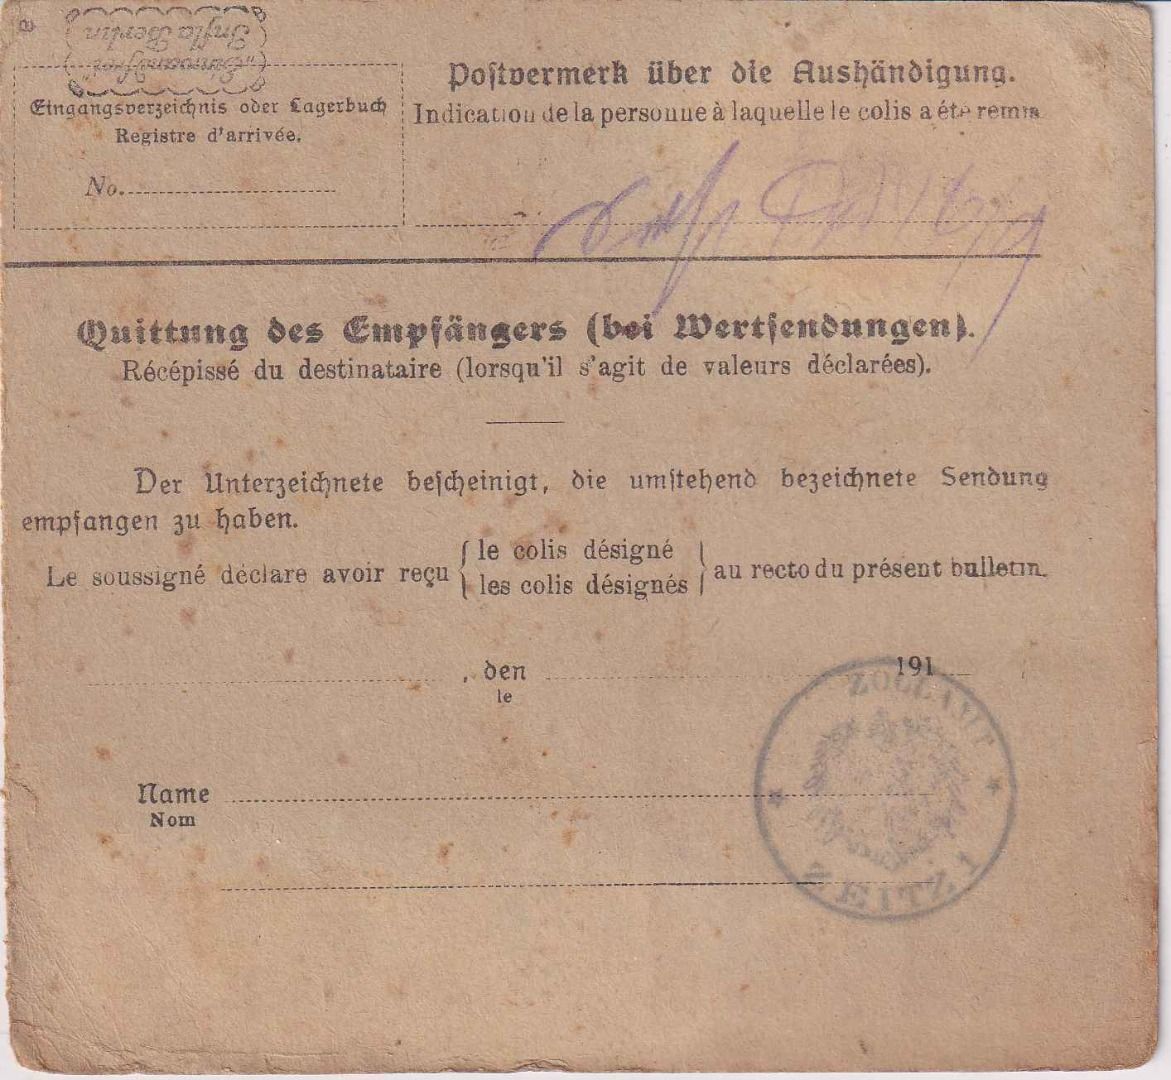 "Einwandfrei"
Infla Berlin
Postvermerk über die Aushändigung.
Indication de la personne à laquelle le colis a été remis
Eingangsverzeichnis oder Lagerbuch
Registre d'arrivée.
No.
Quittung des Empfängers (bei Wertsendungen).
Récépissé du destinataire (lorsqu'il s'agit de valeurs déclarées).
Der Unterzeichnete bescheinigt, die umstehend bezeichnete Sendung
empfangen zu haben.
Le soussigné déclare avoir reçu { le colis désigné
les colis désignés } au recto du présent bulletin.
, den 191
le
ZOLLAMT
Name
Nom
ZEITZ 1